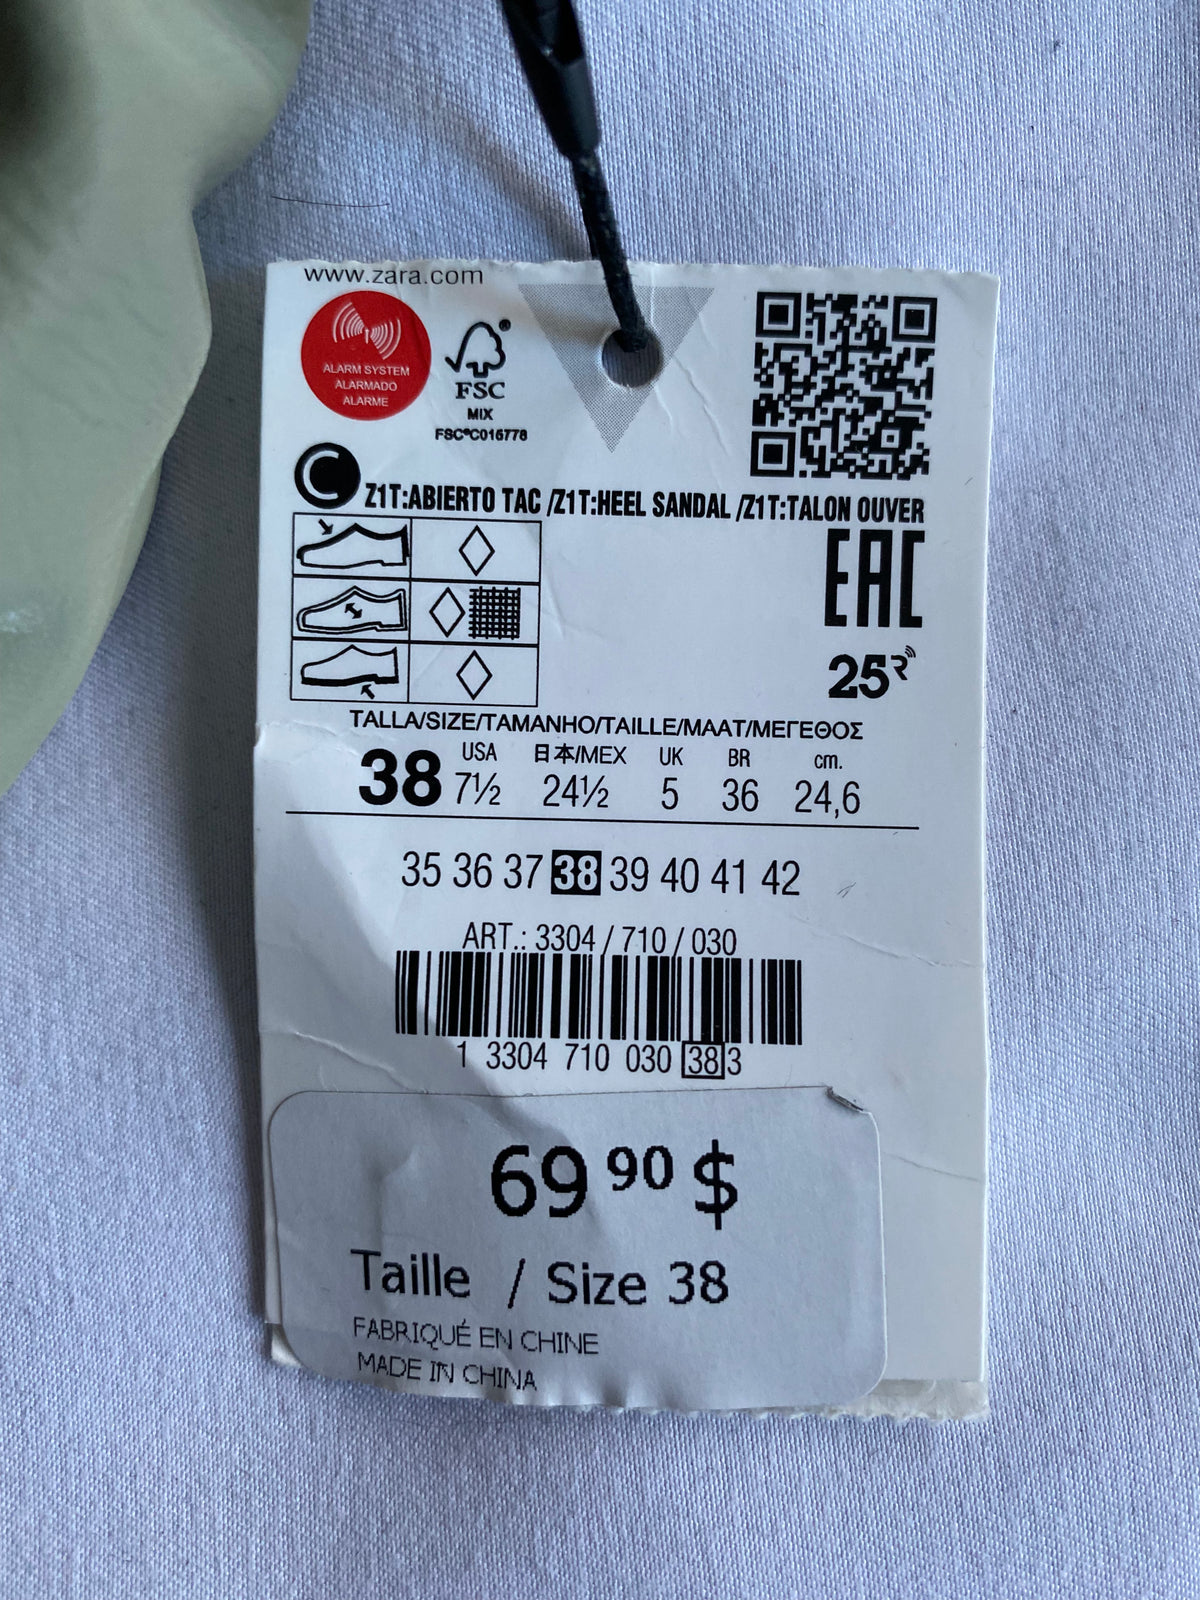 www.zara.com
ALARM SYSTEM
ALARMADO
ALARME
FSC
MIX
FSC®C016778
Z1T:ABIERTO TAC /Z1T:HEEL SANDAL /Z1T:TALON OUVER
EAC
25R
TALLA/SIZE/TAMANHO/TAILLE/MAAT/ΜΕΓΕΘΟΣ
USA 日本/MEX UK BR cm.
38 7½ 24½ 5 36 24,6
35 36 37 38 39 40 41 42
ART.: 3304 / 710 / 030
1 3304 710 030 38 3
69 90 $
Taille / Size 38
FABRIQUÉ EN CHINE
MADE IN CHINA